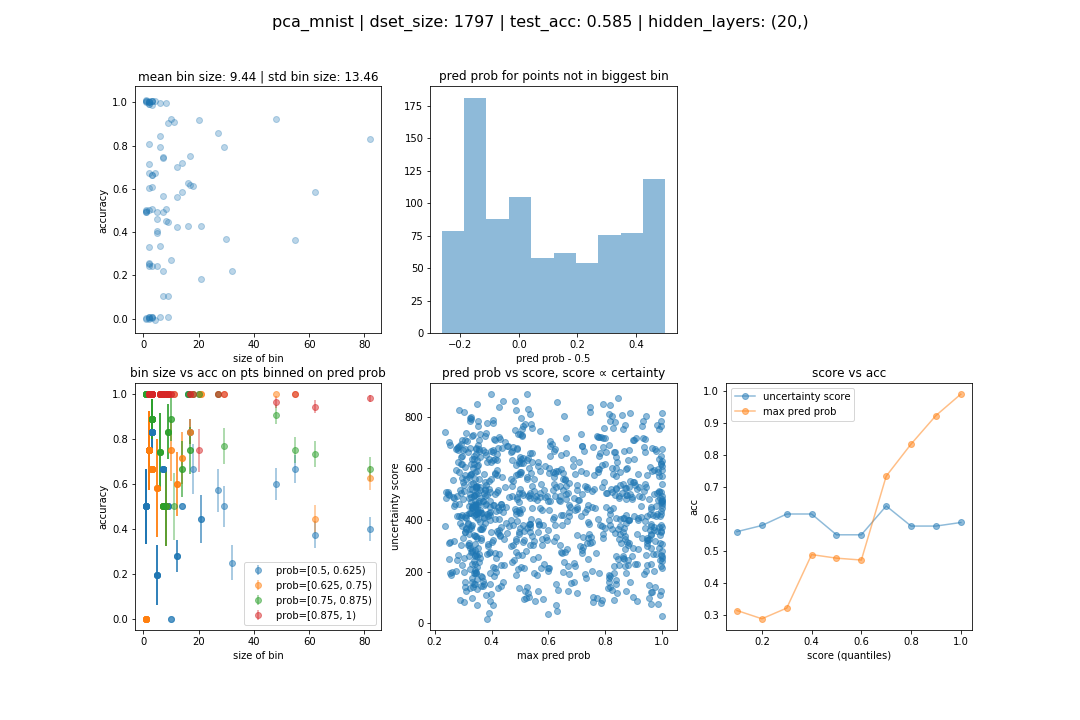 pca_mnist | dset_size: 1797 | test_acc: 0.585 | hidden_layers: (20,)
mean bin size: 9.44 | std bin size: 13.46
1.0
0.8
0.6
0.4
0.2
0.0
accuracy
0 20 40 60 80
size of bin
pred prob for points not in biggest bin
175
150
125
100
75
50
25
0
−0.2 0.0 0.2 0.4
pred prob - 0.5
bin size vs acc on pts binned on pred prob
1.0
0.8
0.6
0.4
0.2
0.0
accuracy
prob=[0.5, 0.625)
prob=[0.625, 0.75)
prob=[0.75, 0.875)
prob=[0.875, 1)
0 20 40 60 80
size of bin
pred prob vs score, score ∝ certainty
800
600
400
200
0
uncertainty score
0.2 0.4 0.6 0.8 1.0
max pred prob
score vs acc
uncertainty score
max pred prob
1.0
0.9
0.8
0.7
0.6
0.5
0.4
0.3
acc
0.2 0.4 0.6 0.8 1.0
score (quantiles)